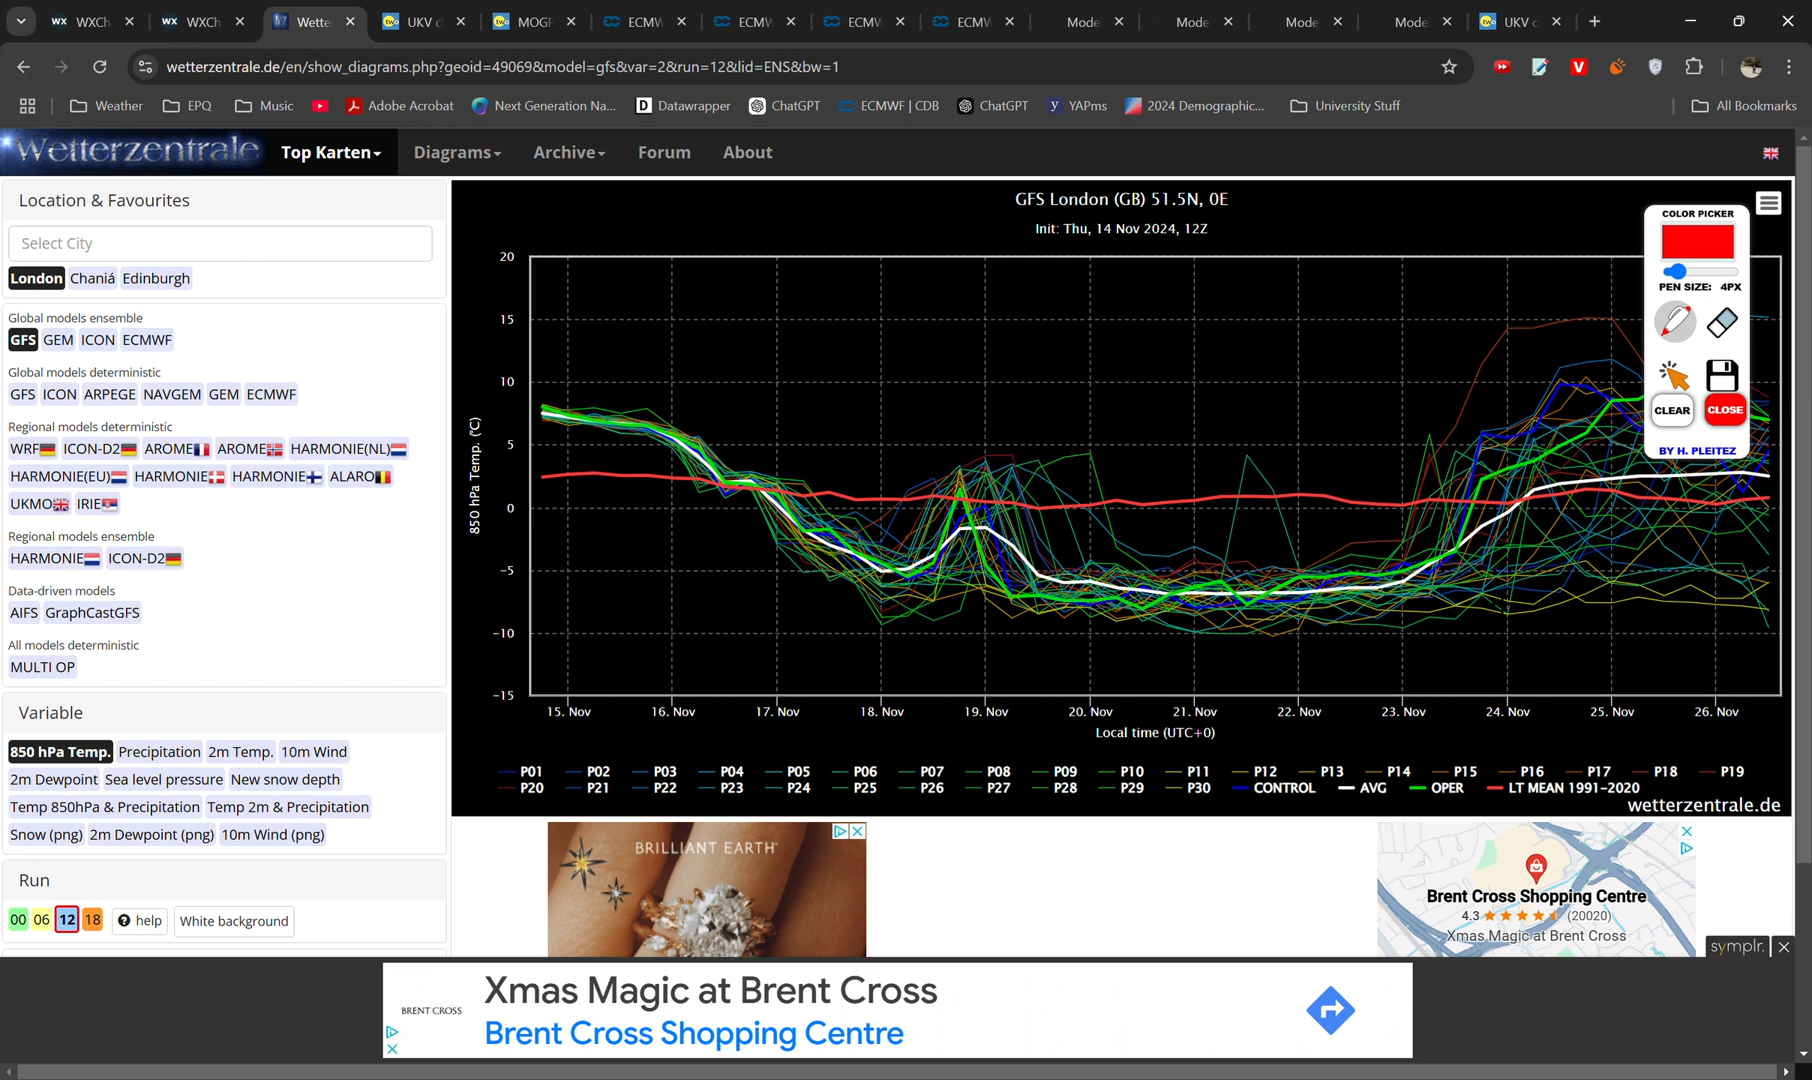 WXCh
WXCh
Wette
UKV c
MOGR
ECMW
ECMW
ECMW
ECMW
Mode
Mode
Mode
Mode
UKV c
wetterzentrale.de/en/show_diagrams.php?geoid=49069&model=gfs&var=2&run=12&lid=ENS&bw=1
Weather
EPQ
Music
Adobe Acrobat
Next Generation Na...
Datawrapper
ChatGPT
ECMWF | CDB
ChatGPT
YAPms
2024 Demographic...
University Stuff
All Bookmarks
Wetterzentrale
Top Karten
Diagrams
Archive
Forum
About
Location & Favourites
Select City
London Chaniá Edinburgh
Global models ensemble
GFS GEM ICON ECMWF
Global models deterministic
GFS ICON ARPEGE NAVGEM GEM ECMWF
Regional models deterministic
WRF ICON-D2 AROME AROME HARMONIE(NL)
HARMONIE(EU) HARMONIE HARMONIE ALARO
UKMO IRIE
Regional models ensemble
HARMONIE ICON-D2
Data-driven models
AIFS GraphCastGFS
All models deterministic
MULTI OP
Variable
850 hPa Temp. Precipitation 2m Temp. 10m Wind
2m Dewpoint Sea level pressure New snow depth
Temp 850hPa & Precipitation Temp 2m & Precipitation
Snow (png) 2m Dewpoint (png) 10m Wind (png)
Run
00 06 12 18 help White background
GFS London (GB) 51.5N, 0E
Init: Thu, 14 Nov 2024, 12Z
20
15
10
5
0
-5
-10
-15
850 hPa Temp. (°C)
15. Nov 16. Nov 17. Nov 18. Nov 19. Nov 20. Nov 21. Nov 22. Nov 23. Nov 24. Nov 25. Nov 26. Nov
Local time (UTC+0)
P01 P02 P03 P04 P05 P06 P07 P08 P09 P10 P11 P12 P13 P14 P15 P16 P17 P18 P19
P20 P21 P22 P23 P24 P25 P26 P27 P28 P29 P30 CONTROL AVG OPER LT MEAN 1991-2020
wetterzentrale.de
COLOR PICKER
PEN SIZE: 4PX
CLEAR
CLOSE
BY H. PLEITEZ
BRILLIANT EARTH
Brent Cross Shopping Centre
4.3 (20020)
Xmas Magic at Brent Cross
symplr.
BRENT CROSS
Xmas Magic at Brent Cross
Brent Cross Shopping Centre